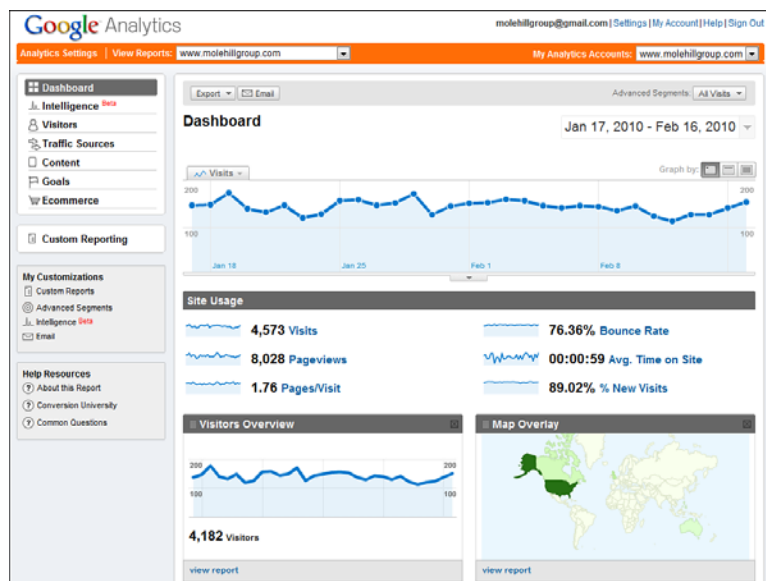 Google Analytics
molehillgroup@gmail.com | Settings | My Account | Help | Sign Out
Analytics Settings | View Reports: www.molehillgroup.com
My Analytics Accounts: www.molehillgroup.com
Dashboard
Intelligence Beta
Visitors
Traffic Sources
Content
Goals
Ecommerce
Custom Reporting
My Customizations
Custom Reports
Advanced Segments
Intelligence Beta
Email
Help Resources
About this Report
Conversion University
Common Questions
Export Email
Advanced Segments: All Visits
Dashboard
Jan 17, 2010 - Feb 16, 2010
Visits
Graph by:
200 200
100 100
Jan 18 Jan 25 Feb 1 Feb 8
Site Usage
4,573 Visits
76.36% Bounce Rate
8,028 Pageviews
00:00:59 Avg. Time on Site
1.76 Pages/Visit
89.02% % New Visits
Visitors Overview
200 200
100 100
4,182 Visitors
view report
Map Overlay
view report